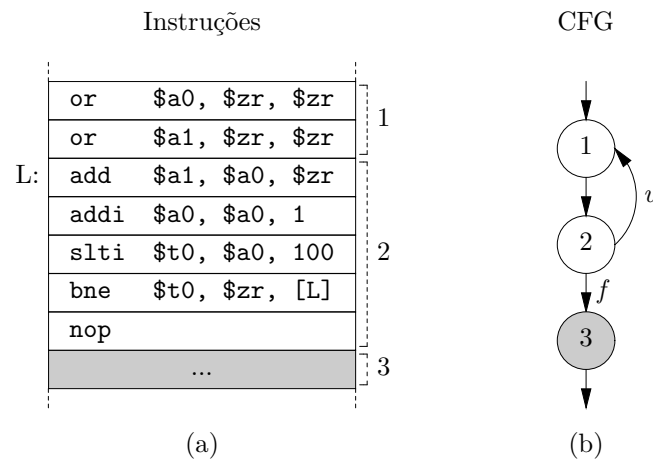 Instruções
CFG
or $a0, $zr, $zr
or $a1, $zr, $zr
1
L: add $a1, $a0, $zr
addi $a0, $a0, 1
slti $t0, $a0, 100
bne $t0, $zr, [L]
nop
2
...
3
1
2
f
3
(a)
(b)